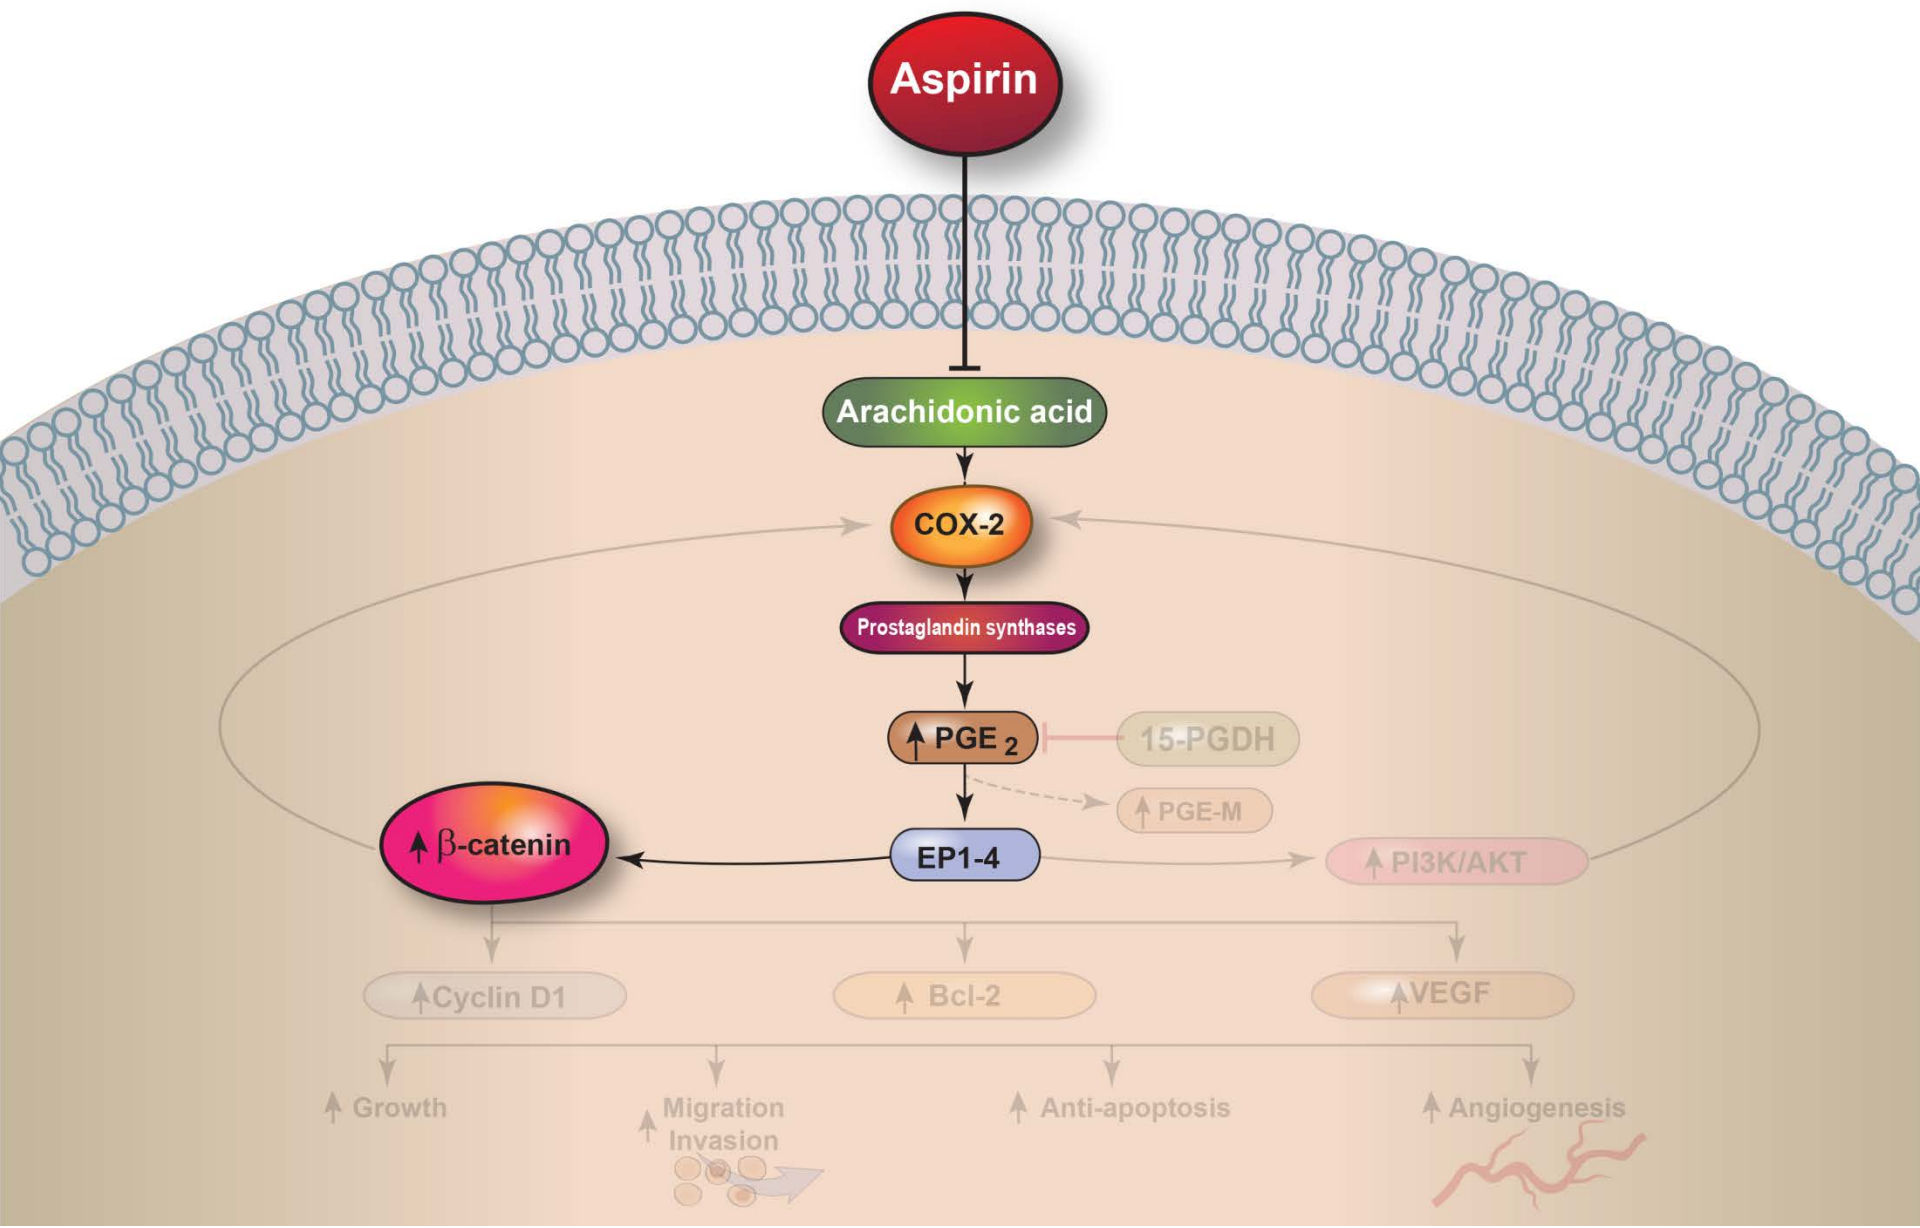 Aspirin
Arachidonic acid
COX-2
Prostaglandin synthases
↑ PGE 2
15-PGDH
↑ PGE-M
↑ β-catenin
EP1-4
↑ PI3K/AKT
↑ Cyclin D1
↑ Bcl-2
↑ VEGF
↑ Growth
↑ Migration
Invasion
↑ Anti-apoptosis
↑ Angiogenesis